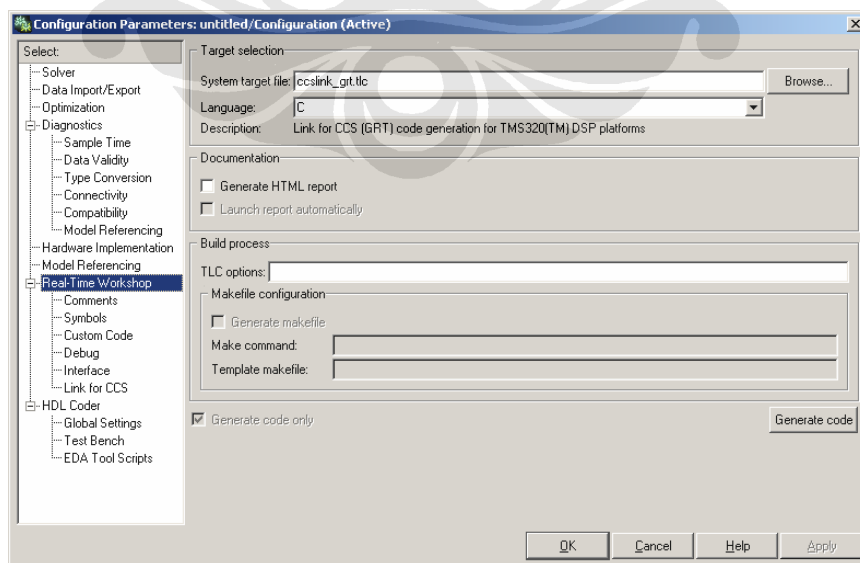 Configuration Parameters: untitled/Configuration (Active)
Select:
Solver
Data Import/Export
Optimization
Diagnostics
Sample Time
Data Validity
Type Conversion
Connectivity
Compatibility
Model Referencing
Hardware Implementation
Model Referencing
Real-Time Workshop
Comments
Symbols
Custom Code
Debug
Interface
Link for CCS
HDL Coder
Global Settings
Test Bench
EDA Tool Scripts
Target selection
System target file: ccslink_grt.tlc Browse...
Language: C
Description: Link for CCS (GRT) code generation for TMS320(TM) DSP platforms
Documentation
Generate HTML report
Launch report automatically
Build process
TLC options:
Makefile configuration
Generate makefile
Make command:
Template makefile:
Generate code only Generate code
OK Cancel Help Apply